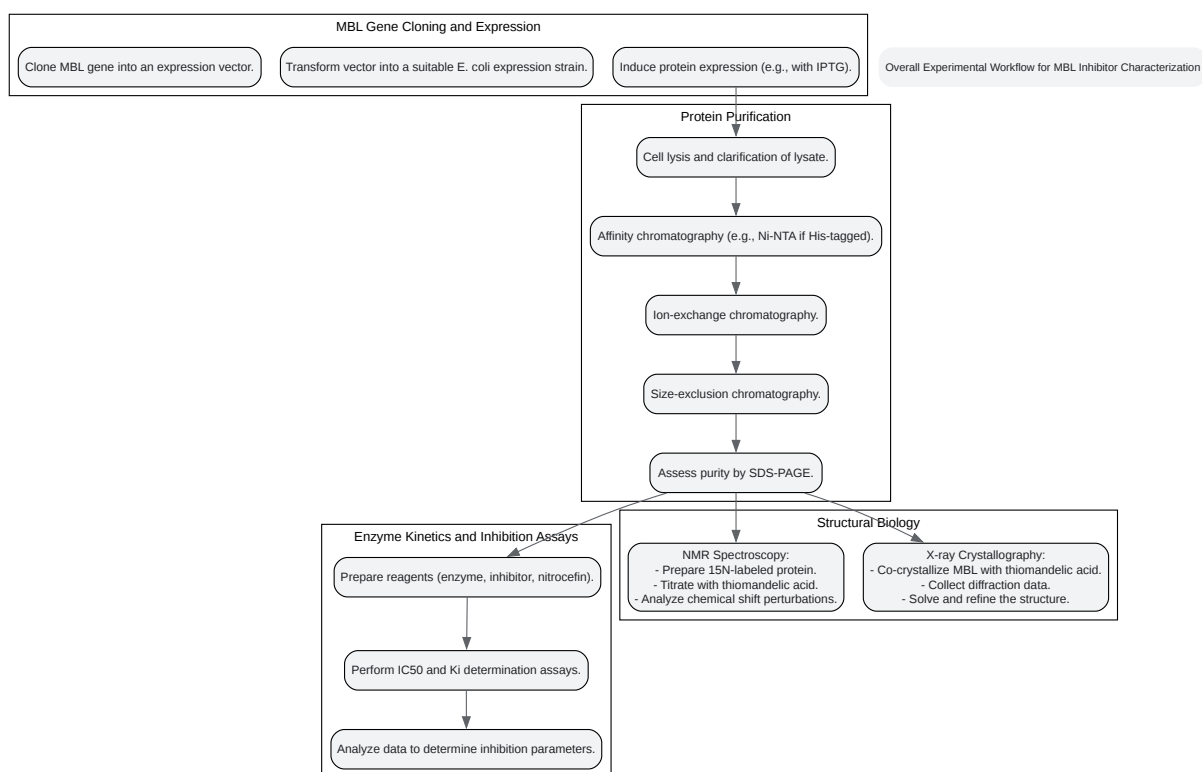 MBL Gene Cloning and Expression
Clone MBL gene into an expression vector.
Transform vector into a suitable E. coli expression strain.
Induce protein expression (e.g., with IPTG).
Overall Experimental Workflow for MBL Inhibitor Characterization
Protein Purification
Cell lysis and clarification of lysate.
Affinity chromatography (e.g., Ni-NTA if His-tagged).
Ion-exchange chromatography.
Size-exclusion chromatography.
Assess purity by SDS-PAGE.
Enzyme Kinetics and Inhibition Assays
Prepare reagents (enzyme, inhibitor, nitrocefin).
Perform IC50 and Ki determination assays.
Analyze data to determine inhibition parameters.
Structural Biology
NMR Spectroscopy:
- Prepare 15N-labeled protein.
- Titrate with thiomandelic acid.
- Analyze chemical shift perturbations.
X-ray Crystallography:
- Co-crystallize MBL with thiomandelic acid.
- Collect diffraction data.
- Solve and refine the structure.